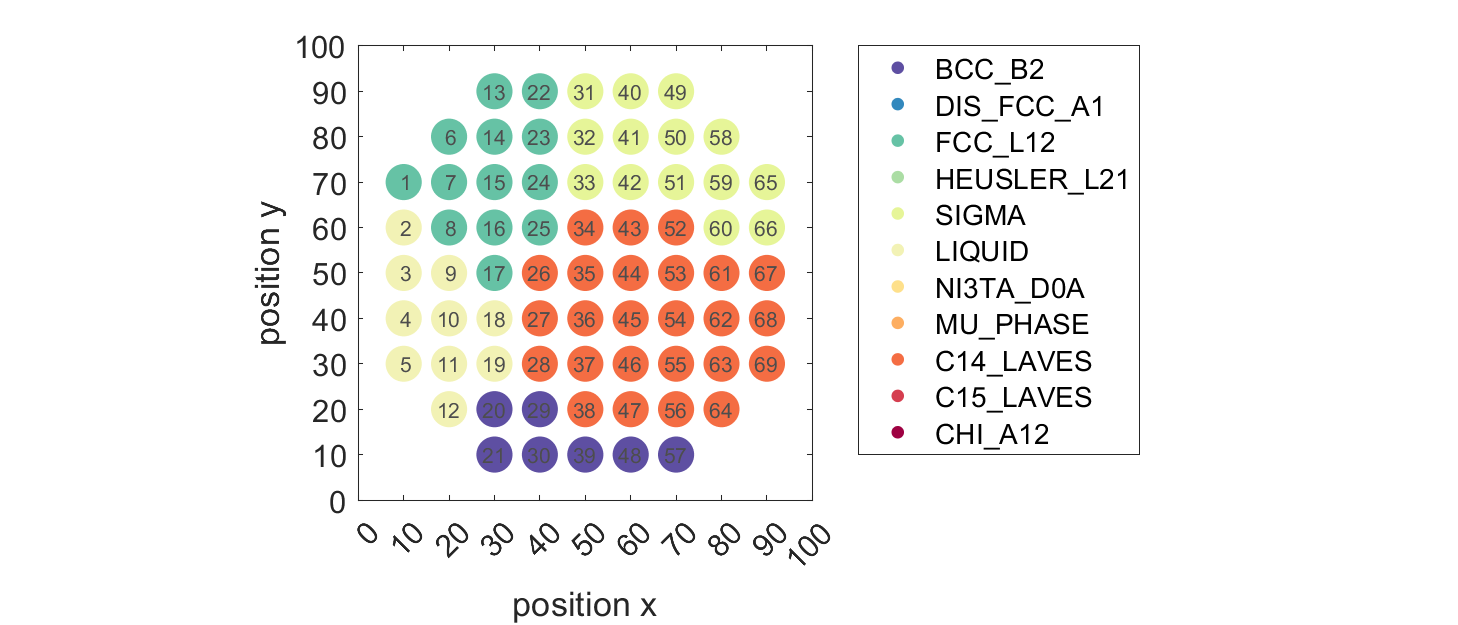 100
90
80
70
60
50
40
30
20
10
0
13 22 31 40 49
6 14 23 32 41 50 58
1 7 15 24 33 42 51 59 65
2 8 16 25 34 43 52 60 66
3 9 17 26 35 44 53 61 67
4 10 18 27 36 45 54 62 68
5 11 19 28 37 46 55 63 69
12 20 29 38 47 56 64
21 30 39 48 57
0 10 20 30 40 50 60 70 80 90 100
position x
position y
BCC_B2
DIS_FCC_A1
FCC_L12
HEUSLER_L21
SIGMA
LIQUID
NI3TA_D0A
MU_PHASE
C14_LAVES
C15_LAVES
CHI_A12